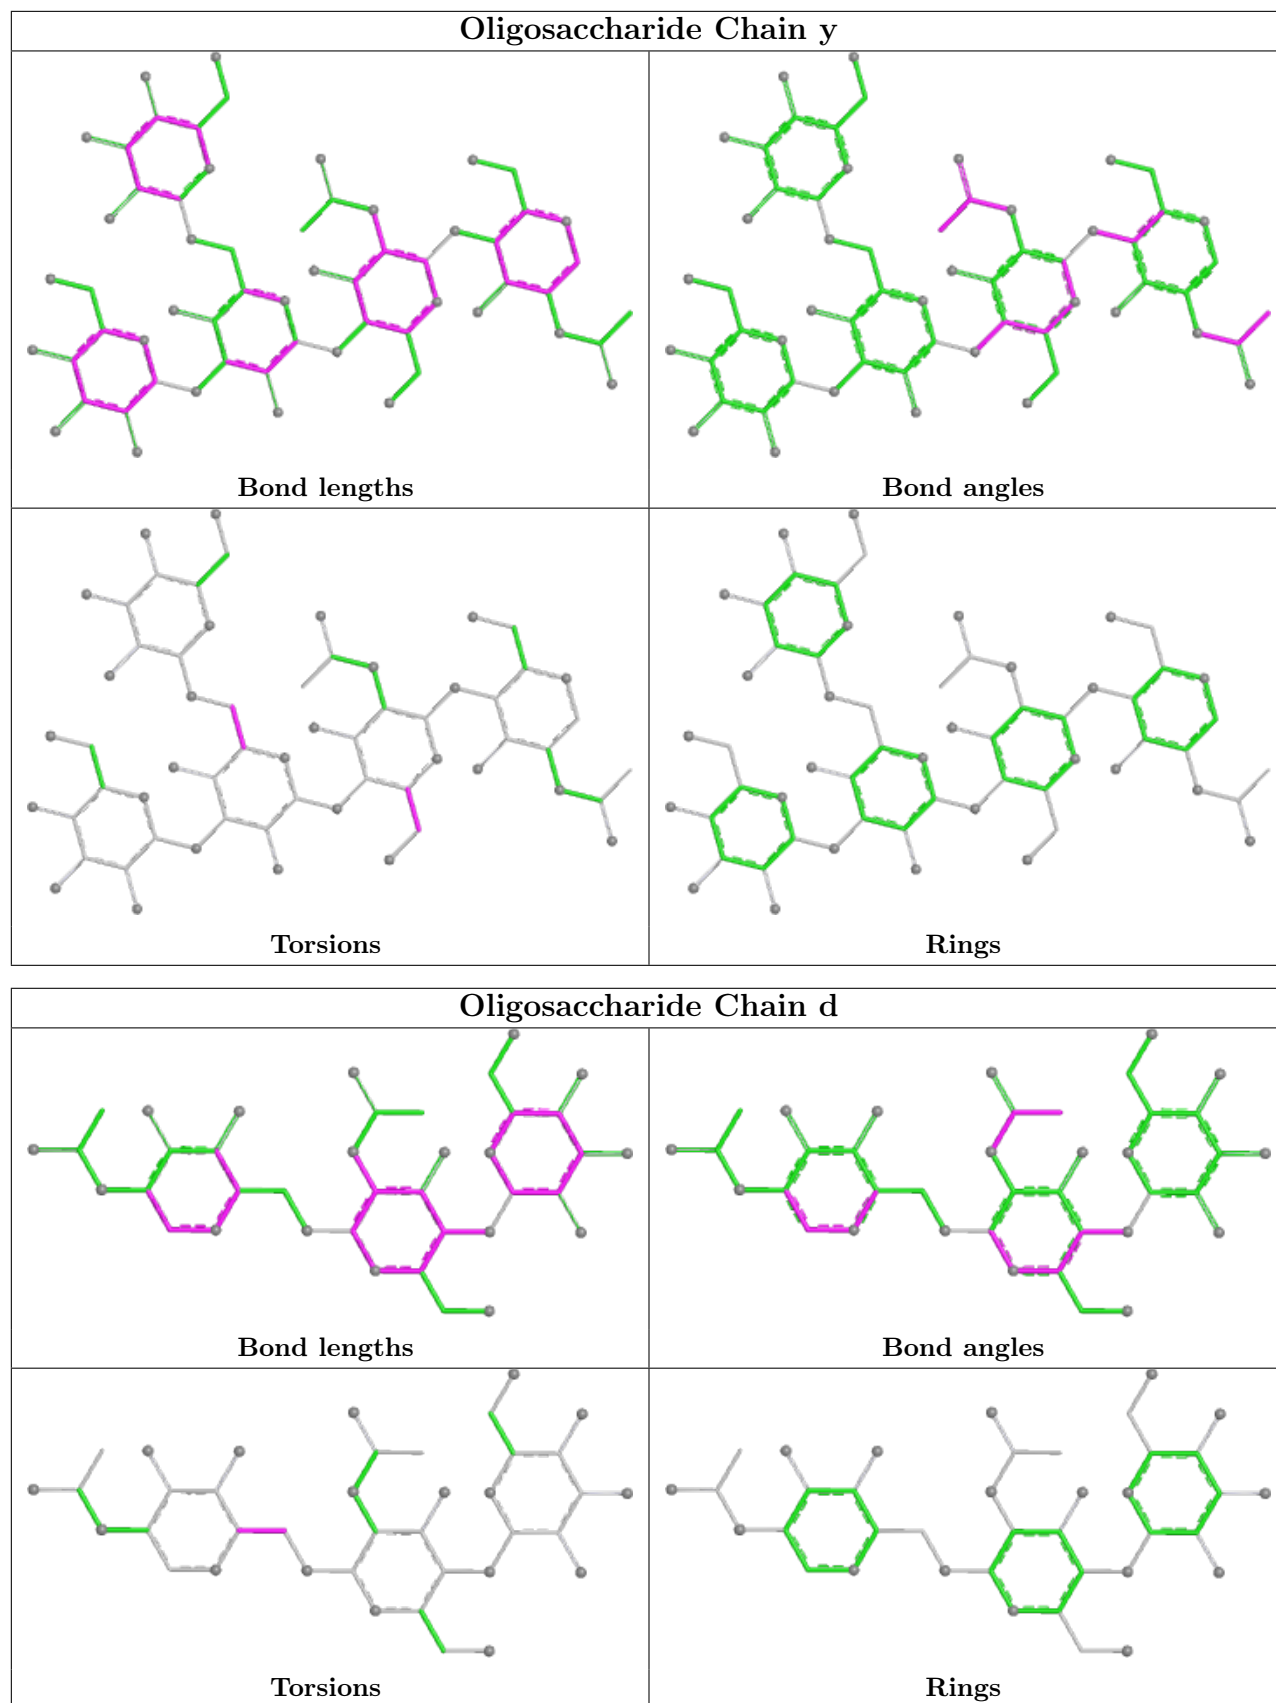 Oligosaccharide Chain y
Bond lengths
Bond angles
Torsions
Rings
Oligosaccharide Chain d
Bond lengths
Bond angles
Torsions
Rings